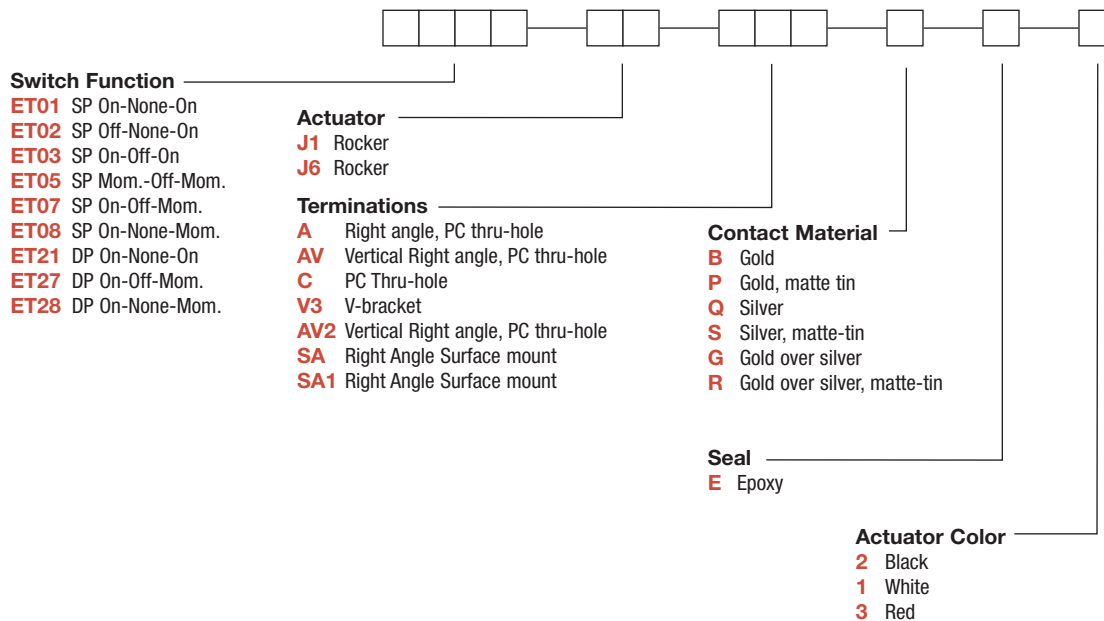 Switch Function
ET01 SP On-None-On
ET02 SP Off-None-On
ET03 SP On-Off-On
ET05 SP Mom.-Off-Mom.
ET07 SP On-Off-Mom.
ET08 SP On-None-Mom.
ET21 DP On-None-On
ET27 DP On-Off-Mom.
ET28 DP On-None-Mom.
Actuator
J1 Rocker
J6 Rocker
Terminations
A Right angle, PC thru-hole
AV Vertical Right angle, PC thru-hole
C PC Thru-hole
V3 V-bracket
AV2 Vertical Right angle, PC thru-hole
SA Right Angle Surface mount
SA1 Right Angle Surface mount
Contact Material
B Gold
P Gold, matte tin
Q Silver
S Silver, matte-tin
G Gold over silver
R Gold over silver, matte-tin
Seal
E Epoxy
Actuator Color
2 Black
1 White
3 Red